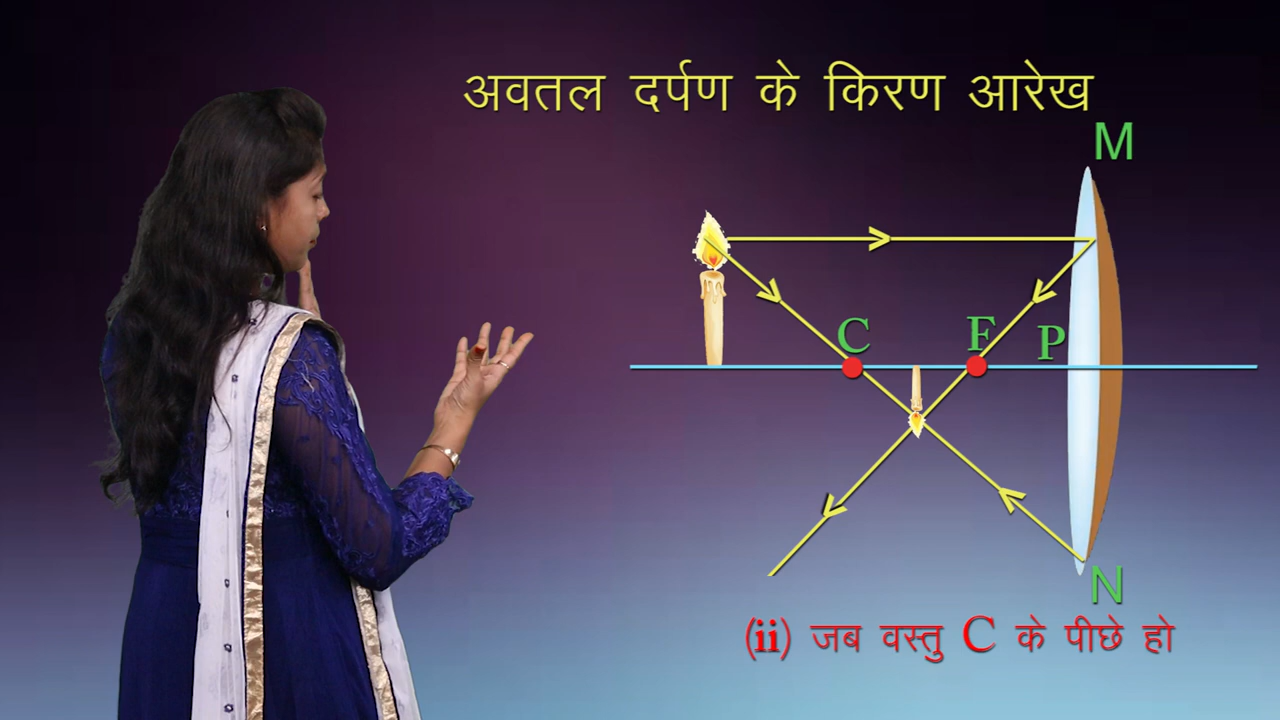 अवतल दर्पण के किरण आरेख
M
C
F
P
N
(ii) जब वस्तु C के पीछे हो